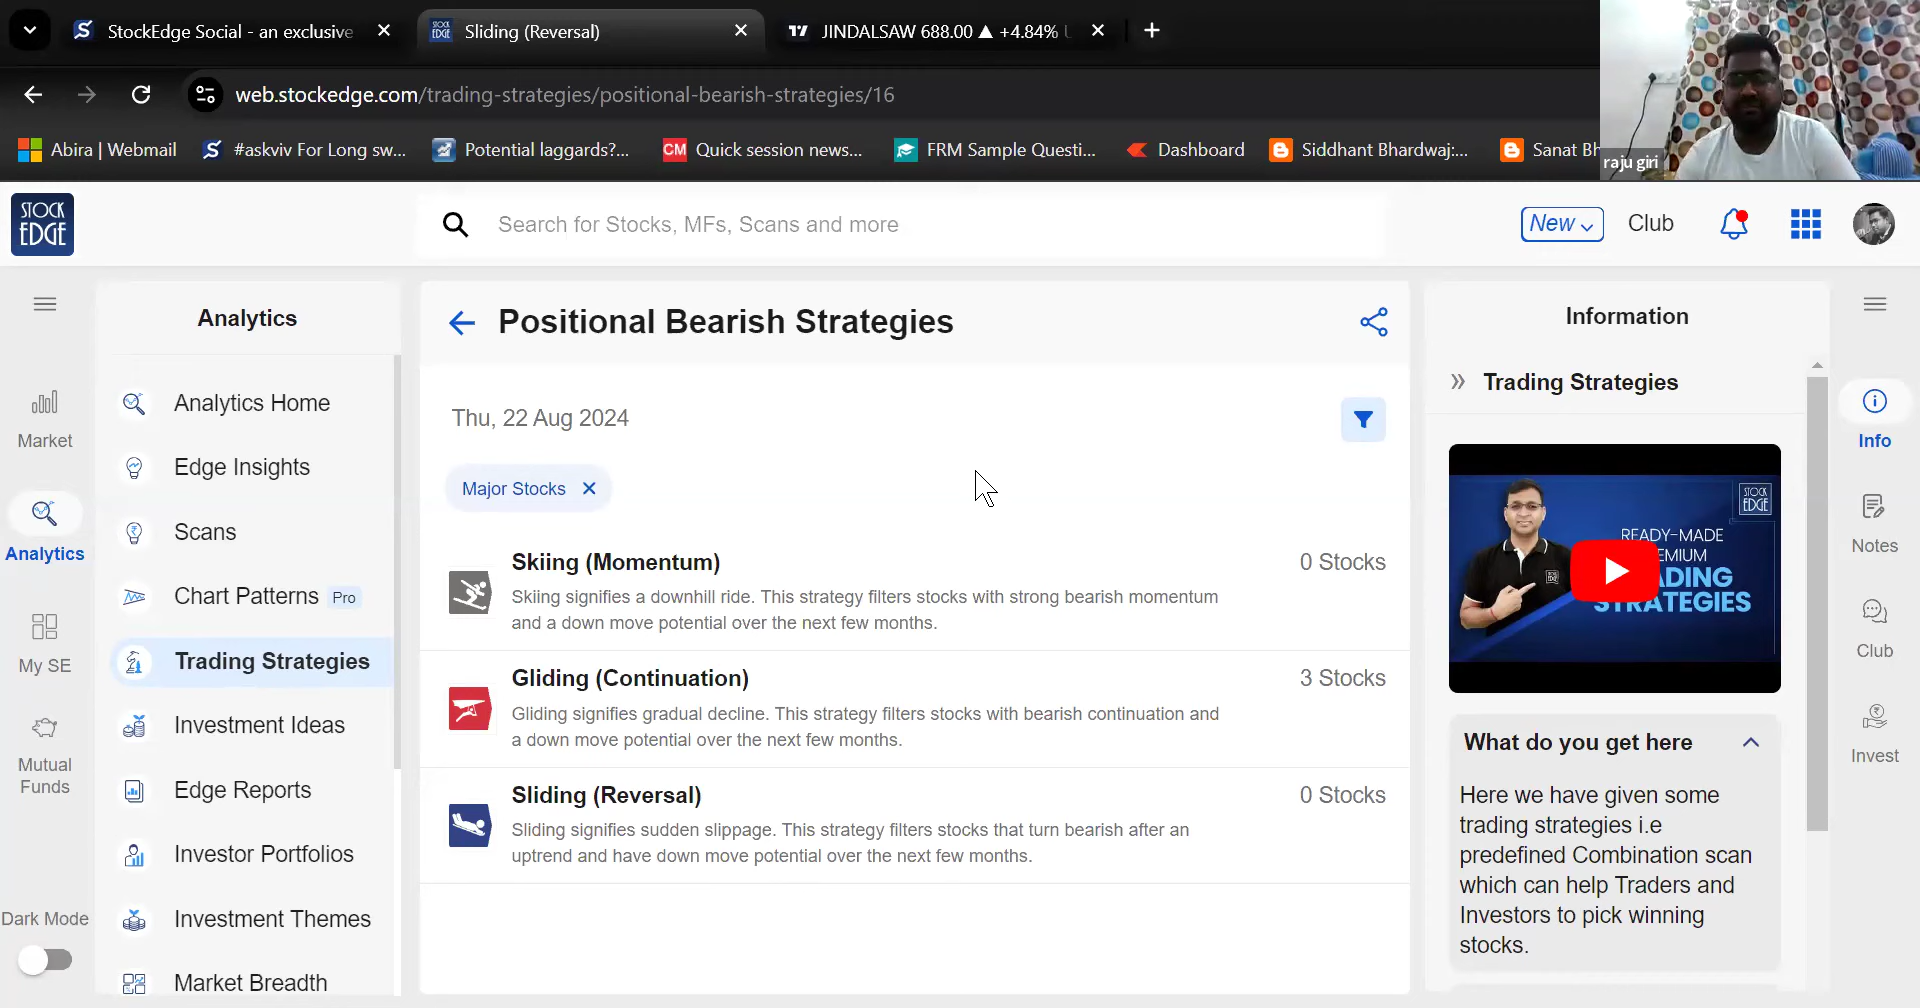 StockEdge Social - an exclusive
Sliding (Reversal)
JINDALSAW 688.00 ▲ +4.84%
web.stockedge.com/trading-strategies/positional-bearish-strategies/16
Abira | Webmail
#askviv For Long sw...
Potential laggards?...
CM Quick session news...
FRM Sample Questi...
Dashboard
Siddhant Bhardwaj:...
Sanat Bh
raju giri
STOCK
EDGE
Search for Stocks, MFs, Scans and more
New
Club
Market
Analytics
My SE
Mutual
Funds
Dark Mode
Analytics
Analytics Home
Edge Insights
Scans
Chart Patterns Pro
Trading Strategies
Investment Ideas
Edge Reports
Investor Portfolios
Investment Themes
Market Breadth
Positional Bearish Strategies
Thu, 22 Aug 2024
Major Stocks ✕
Skiing (Momentum) 0 Stocks
Skiing signifies a downhill ride. This strategy filters stocks with strong bearish momentum
and a down move potential over the next few months.
Gliding (Continuation) 3 Stocks
Gliding signifies gradual decline. This strategy filters stocks with bearish continuation and
a down move potential over the next few months.
Sliding (Reversal) 0 Stocks
Sliding signifies sudden slippage. This strategy filters stocks that turn bearish after an
uptrend and have down move potential over the next few months.
Information
Trading Strategies
STOCK
EDGE
READY-MADE
STRATEGIES
What do you get here
Here we have given some
trading strategies i.e
predefined Combination scan
which can help Traders and
Investors to pick winning
stocks.
Info
Notes
Club
Invest